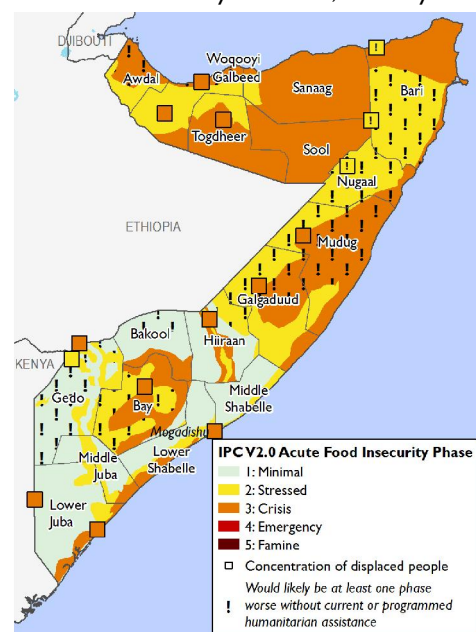 DJIBOUTI
Woqooyi
Galbeed
Awdal
Sanaag
Bari
Togdheer
Sool
Nugaal
ETHIOPIA
Mudug
Galgaduud
Bakool
Hiiraan
KENYA
Gedo
Bay
Middle
Shabelle
Mogadishu
Middle
Juba
Lower
Shabelle
Lower
Juba
IPC V2.0 Acute Food Insecurity Phase
1: Minimal
2: Stressed
3: Crisis
4: Emergency
5: Famine
Concentration of displaced people
Would likely be at least one phase
! worse without current or programmed
humanitarian assistance